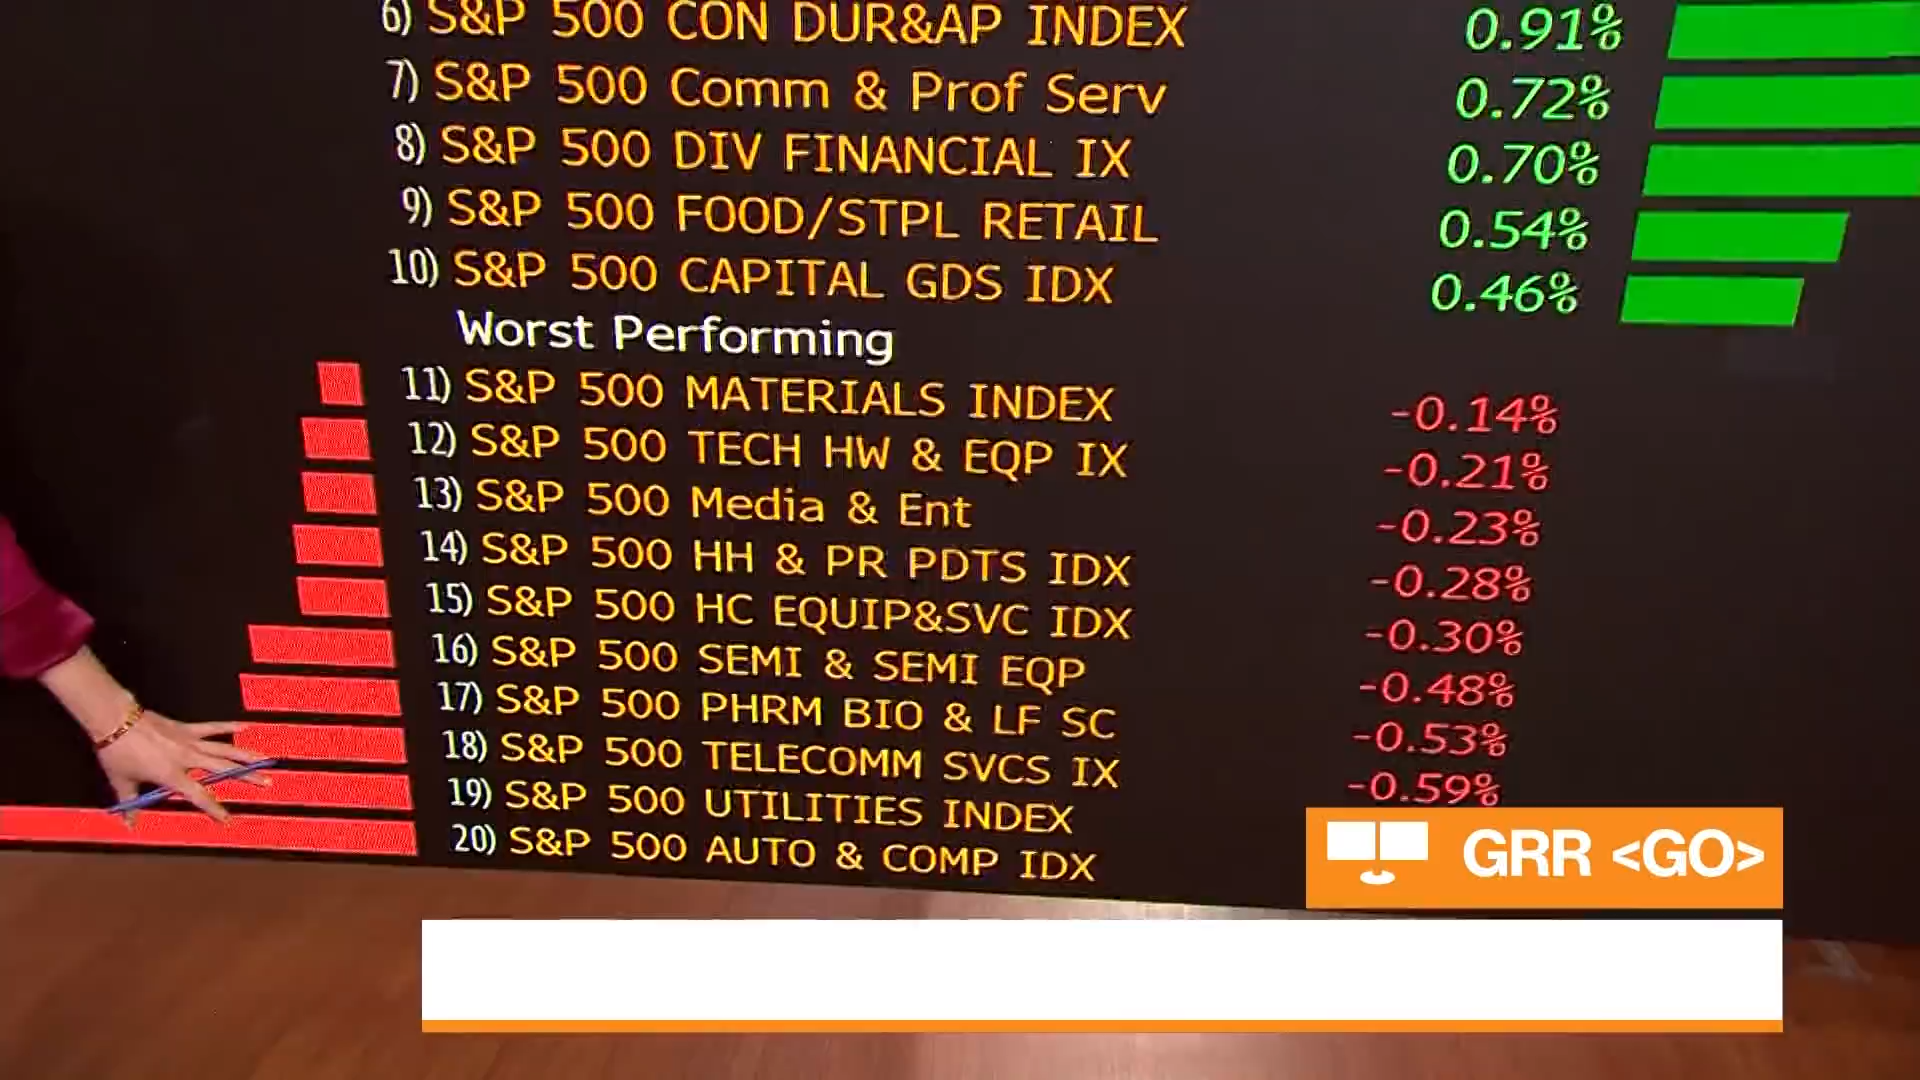 6) S&P 500 CON DUR&AP INDEX 0.91%
7) S&P 500 Comm & Prof Serv 0.72%
8) S&P 500 DIV FINANCIAL IX 0.70%
9) S&P 500 FOOD/STPL RETAIL 0.54%
10) S&P 500 CAPITAL GDS IDX 0.46%
Worst Performing
11) S&P 500 MATERIALS INDEX -0.14%
12) S&P 500 TECH HW & EQP IX -0.21%
13) S&P 500 Media & Ent -0.23%
14) S&P 500 HH & PR PDTS IDX -0.28%
15) S&P 500 HC EQUIP&SVC IDX -0.30%
16) S&P 500 SEMI & SEMI EQP -0.48%
17) S&P 500 PHRM BIO & LF SC -0.53%
18) S&P 500 TELECOMM SVCS IX -0.59%
19) S&P 500 UTILITIES INDEX
20) S&P 500 AUTO & COMP IDX
GRR <GO>